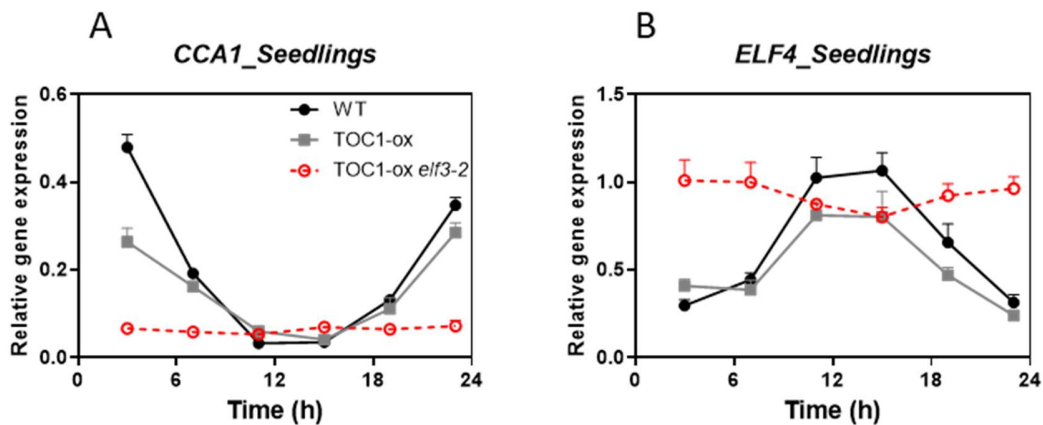 A
CCA1_Seedlings
Relative gene expression
0.6
0.4
0.2
0.0
0 6 12 18 24
Time (h)
WT
TOC1-ox
TOC1-ox elf3-2
B
ELF4_Seedlings
Relative gene expression
1.5
1.0
0.5
0.0
0 6 12 18 24
Time (h)